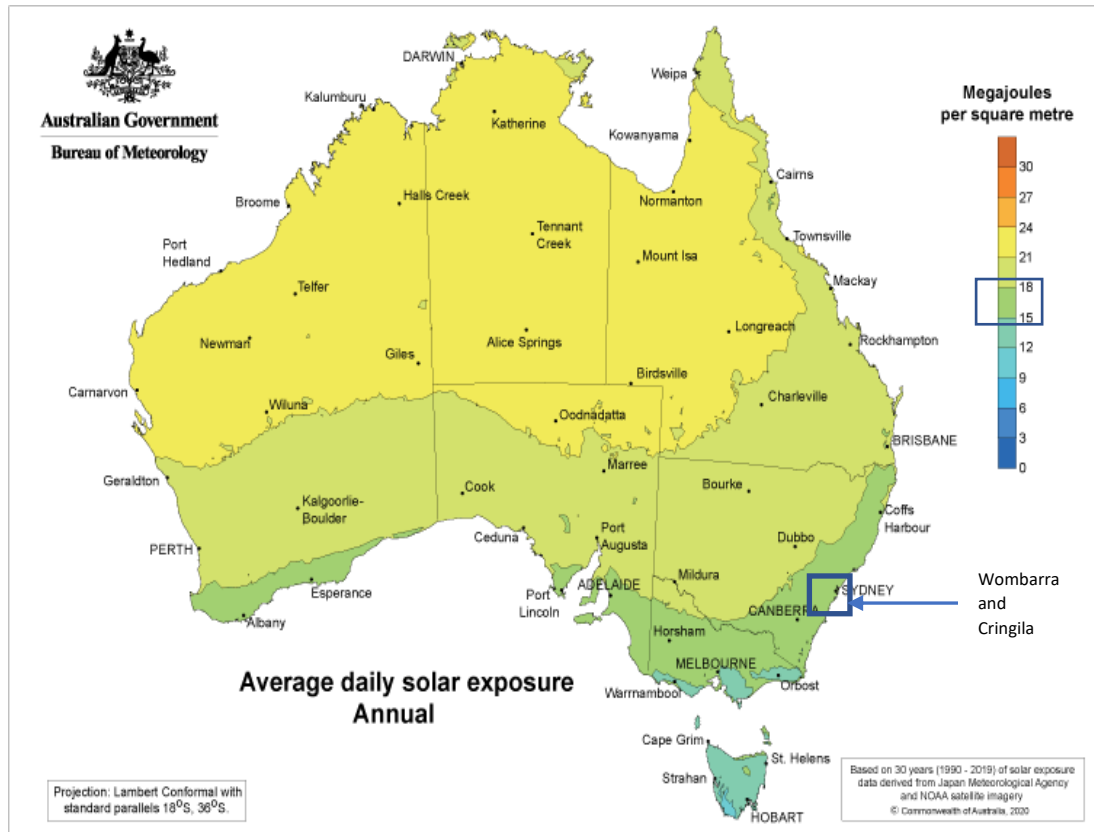 Australian Government
Bureau of Meteorology
DARWIN
Weipa
Kalumburu
Katherine
Kowanyama
Cairns
Broome
Halls Creek
Normanton
Tennant
Creek
Townsville
Port
Hedland
Mount Isa
Mackay
Telfer
Longreach
Newman
Alice Springs
Rockhampton
Giles
Birdsville
Carnarvon
Wiluna
Oodnadatta
Charleville
BRISBANE
Marree
Geraldton
Cook
Bourke
Kalgoorlie-
Boulder
Coffs
Harbour
Ceduna
Port
Augusta
Dubbo
PERTH
Mildura
ADELAIDE
SYDNEY
Esperance
Port
Lincoln
CANBERRA
Albany
Horsham
MELBOURNE
Warrnambool
Orbost
Cape Grim
St. Helens
Strahan
HOBART
Megajoules
per square metre
30
27
24
21
18
15
12
9
6
3
0
Wombarra
and
Cringila
Average daily solar exposure
Annual
Projection: Lambert Conformal with
standard parallels 18⁰S, 36⁰S.
Based on 30 years (1990 - 2019) of solar exposure
data derived from Japan Meteorological Agency
and NOAA satellite imagery
© Commonwealth of Australia, 2020